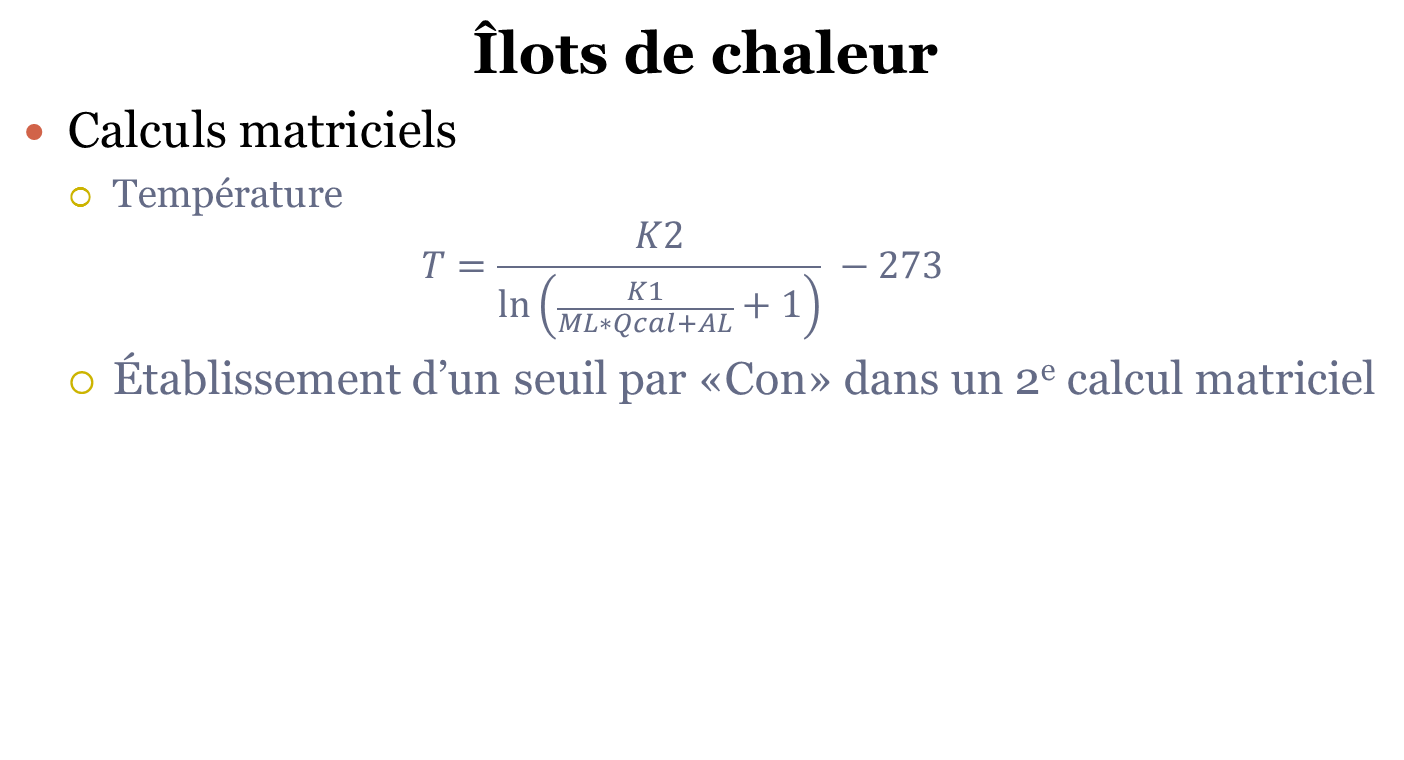 Îlots de chaleur
• Calculs matriciels
○ Température
T = K2 / ln(K1 / (ML∗Qcal+AL) + 1) − 273
○ Établissement d’un seuil par «Con» dans un 2e calcul matriciel